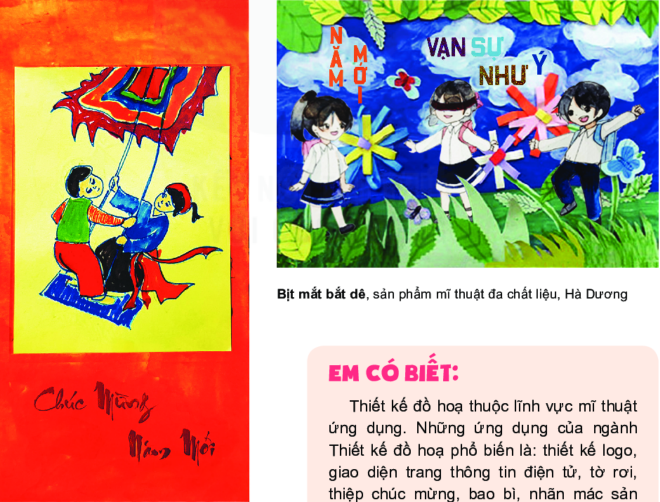 Chúc Mừng
Năm Mới
NĂM
MỚI
VẠN SỰ
NHƯ Ý
Bịt mắt bắt dê, sản phẩm mĩ thuật đa chất liệu, Hà Dương
EM CÓ BIẾT:
Thiết kế đồ hoạ thuộc lĩnh vực mĩ thuật
ứng dụng. Những ứng dụng của ngành
Thiết kế đồ hoạ phổ biến là: thiết kế logo,
giao diện trang thông tin điện tử, tờ rơi,
thiệp chúc mừng, bao bì, nhãn mác sản